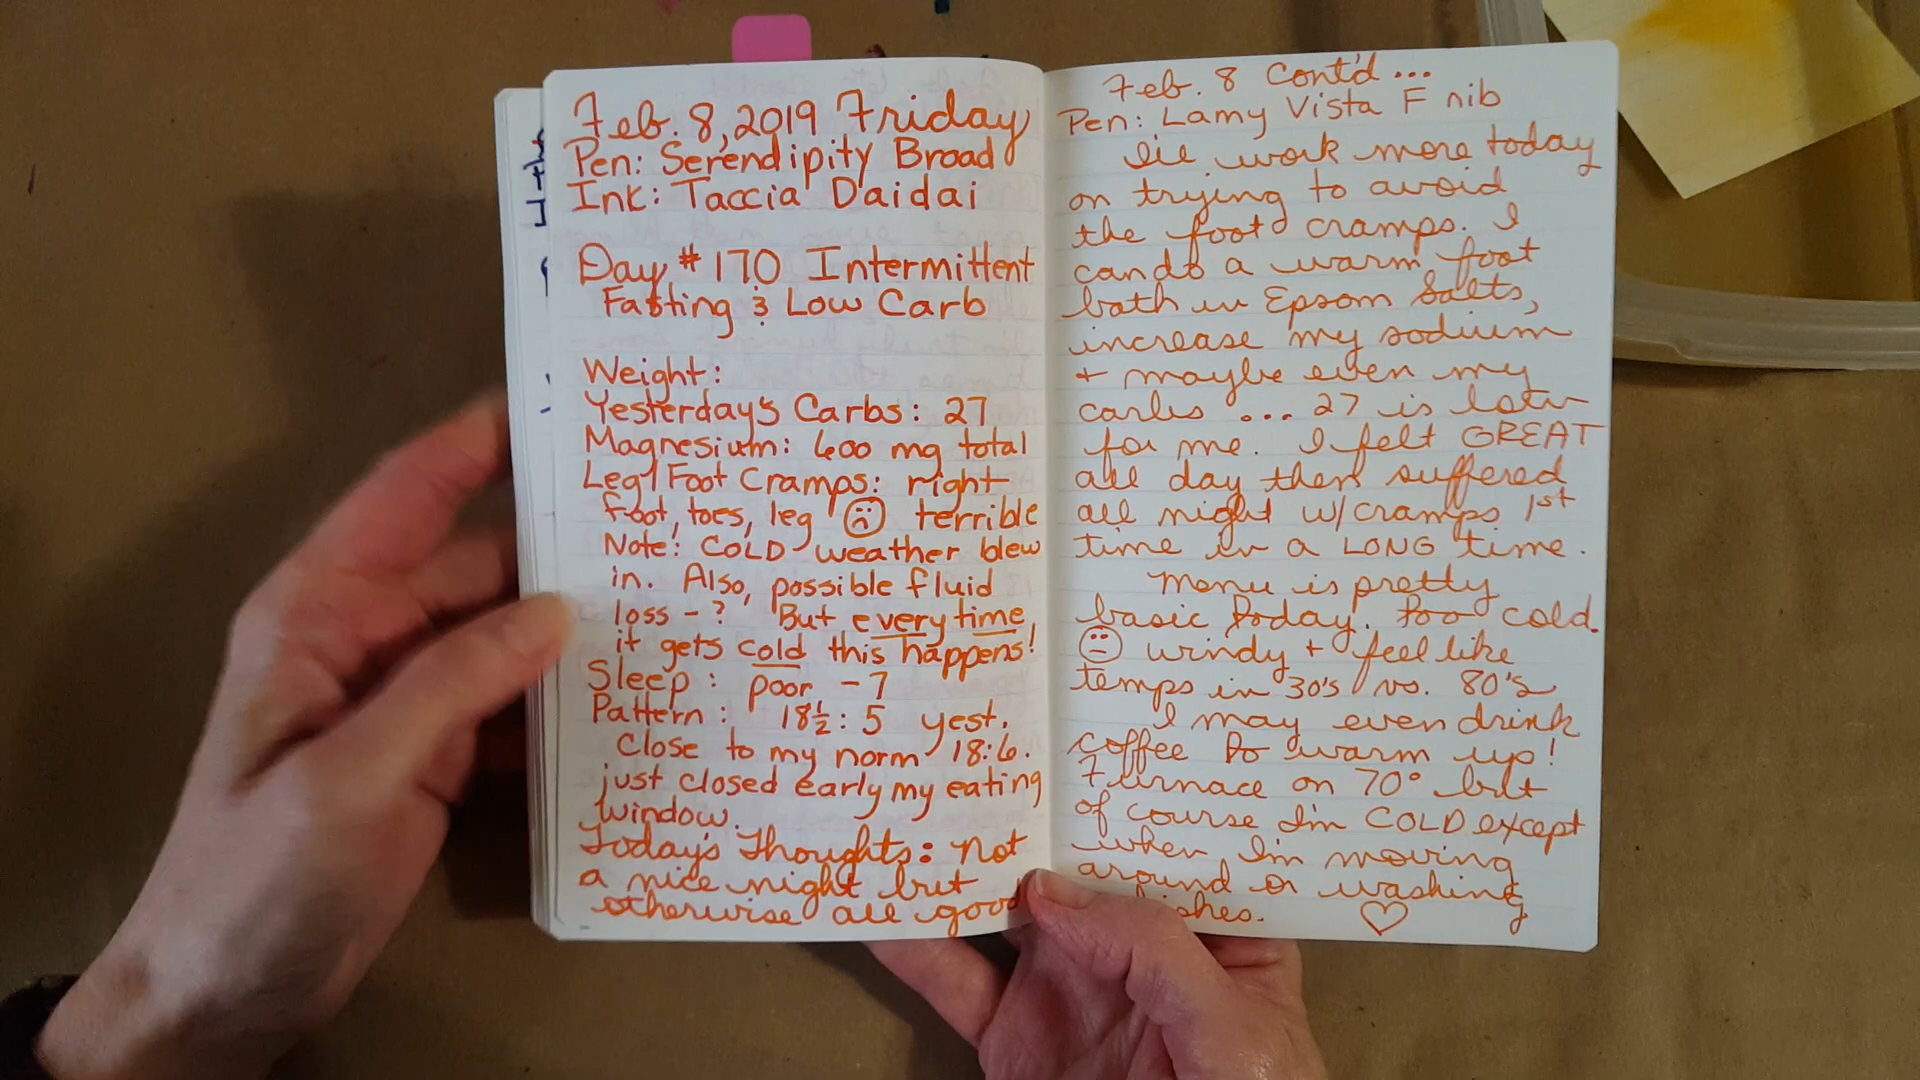 Feb. 8, 2019 Friday
Pen: Serendipity Broad
Ink: Taccia Daidai
Day # 170 Intermittent
Fasting & Low Carb
Weight:
Yesterday's Carbs: 27
Magnesium: 600 mg total
Leg/Foot Cramps: right
foot, toes, leg ☹ terrible
Note: COLD weather blew
in. Also, possible fluid
loss - ? But every time
it gets cold this happens!
Sleep: poor - 7
Pattern: 18½ : 5 yest.
Close to my norm 18:6.
just closed early my eating
window.
Today's Thoughts: Not
a nice night but
otherwise all good
Feb. 8 Cont'd ...
Pen: Lamy Vista F nib
I'll work more today
on trying to avoid
the foot cramps. I
can do a warm foot
bath in Epsom Salts,
increase my sodium
+ maybe even my
carbs ... 27 is low
for me. I felt GREAT
all day then suffered
all night w/cramps 1st
time in a LONG time.
Menu is pretty
basic today. Too cold.
☹ windy + feel like
temps in 30's vs. 80's
I may even drink
coffee to warm up!
Furnace on 70° but
of course I'm COLD except
when I'm moving
around or washing
♡